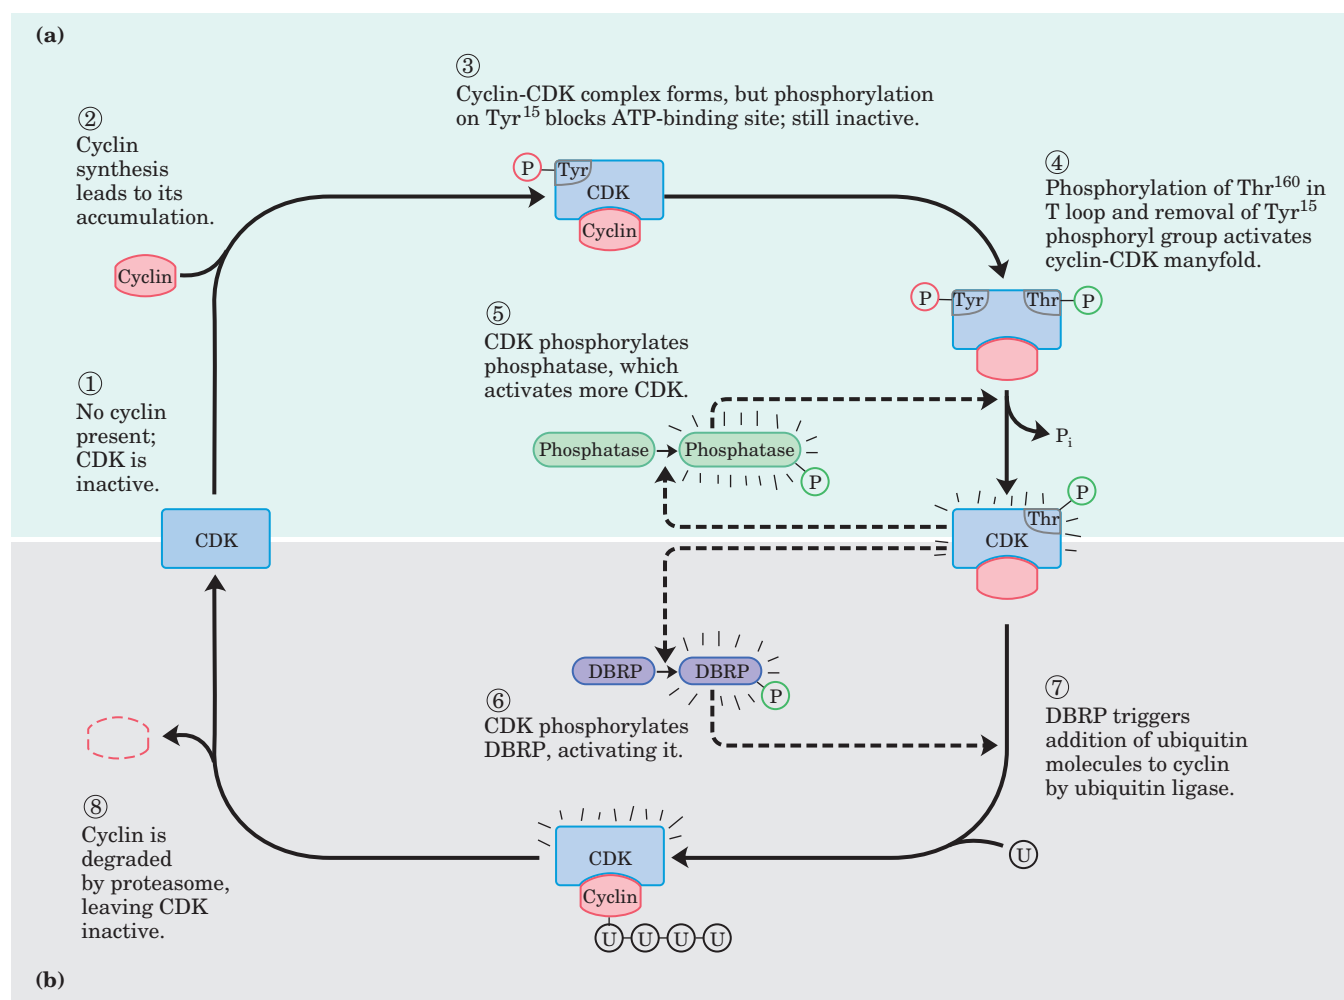 (a)
③
Cyclin-CDK complex forms, but phosphorylation
on Tyr¹⁵ blocks ATP-binding site; still inactive.
②
Cyclin
synthesis
leads to its
accumulation.
P
Tyr
CDK
Cyclin
④
Phosphorylation of Thr¹⁶⁰ in
T loop and removal of Tyr¹⁵
phosphoryl group activates
cyclin-CDK manyfold.
Cyclin
P
Tyr
Thr
P
⑤
CDK phosphorylates
phosphatase, which
activates more CDK.
①
No cyclin
present;
CDK is
inactive.
Phosphatase
Phosphatase
P
Pᵢ
P
Thr
CDK
CDK
DBRP
DBRP
P
⑥
CDK phosphorylates
DBRP, activating it.
⑦
DBRP triggers
addition of ubiquitin
molecules to cyclin
by ubiquitin ligase.
⑧
Cyclin is
degraded
by proteasome,
leaving CDK
inactive.
CDK
Cyclin
U
U U U U
(b)